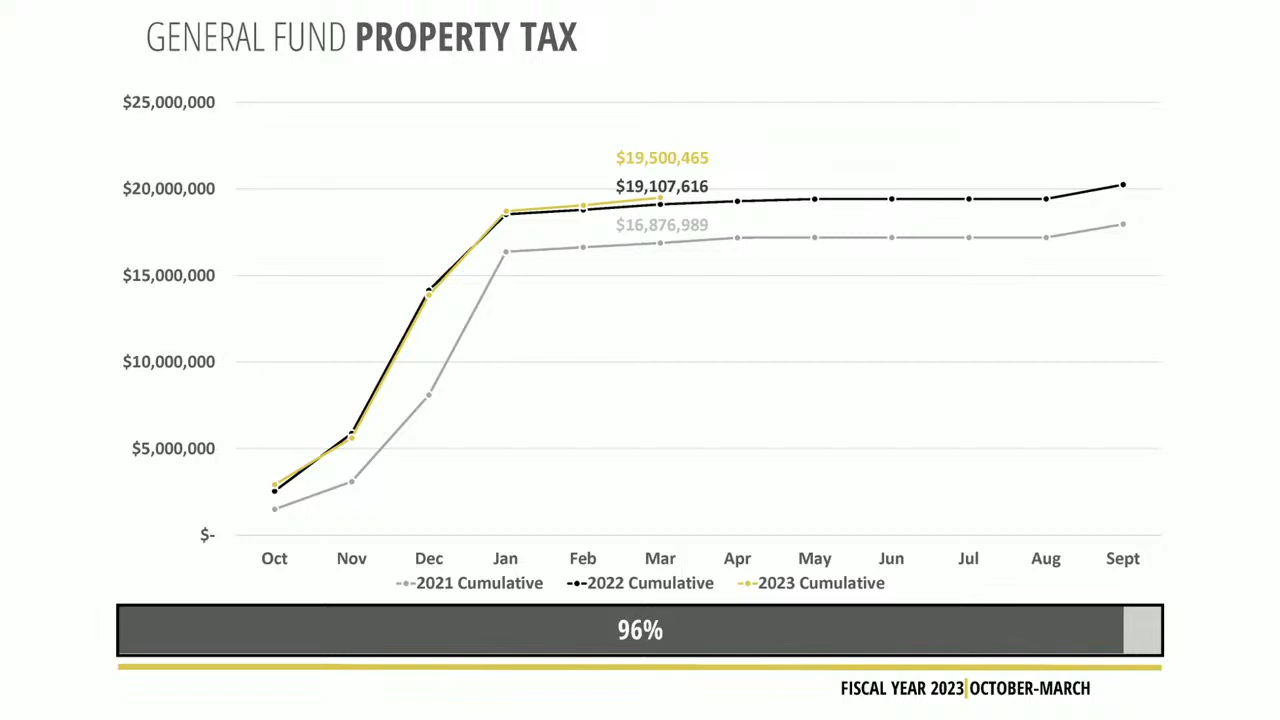 GENERAL FUND PROPERTY TAX
$25,000,000
$20,000,000
$15,000,000
$10,000,000
$5,000,000
$-
$19,500,465
$19,107,616
$16,876,989
Oct Nov Dec Jan Feb Mar Apr May Jun Jul Aug Sept
2021 Cumulative 2022 Cumulative 2023 Cumulative
96%
FISCAL YEAR 2023|OCTOBER-MARCH